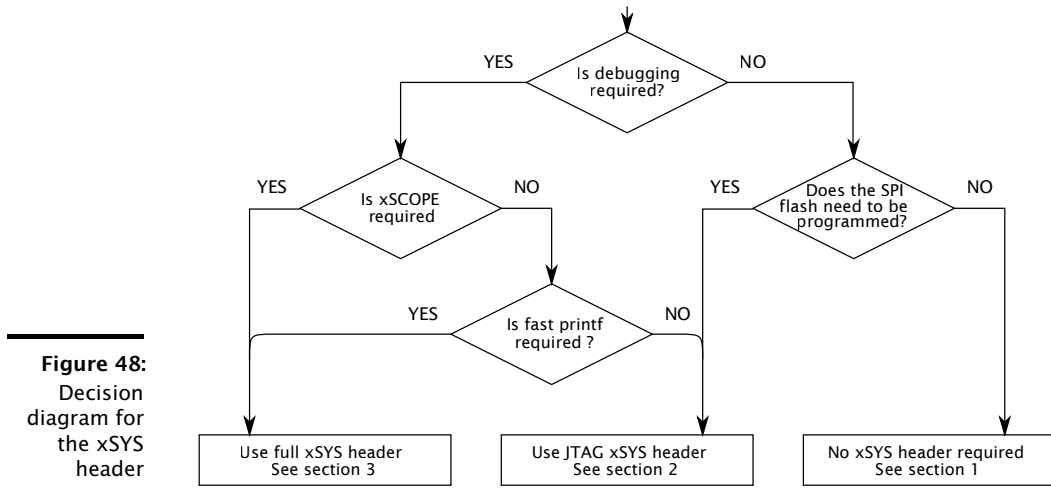 YES
Is debugging
required?
NO
YES
Is xSCOPE
required
NO
YES
Does the SPI
flash need to be
programmed?
NO
YES
Is fast printf
required ?
NO
Figure 48:
Decision
diagram for
the xSYS
header
Use full xSYS header
See section 3
Use JTAG xSYS header
See section 2
No xSYS header required
See section 1